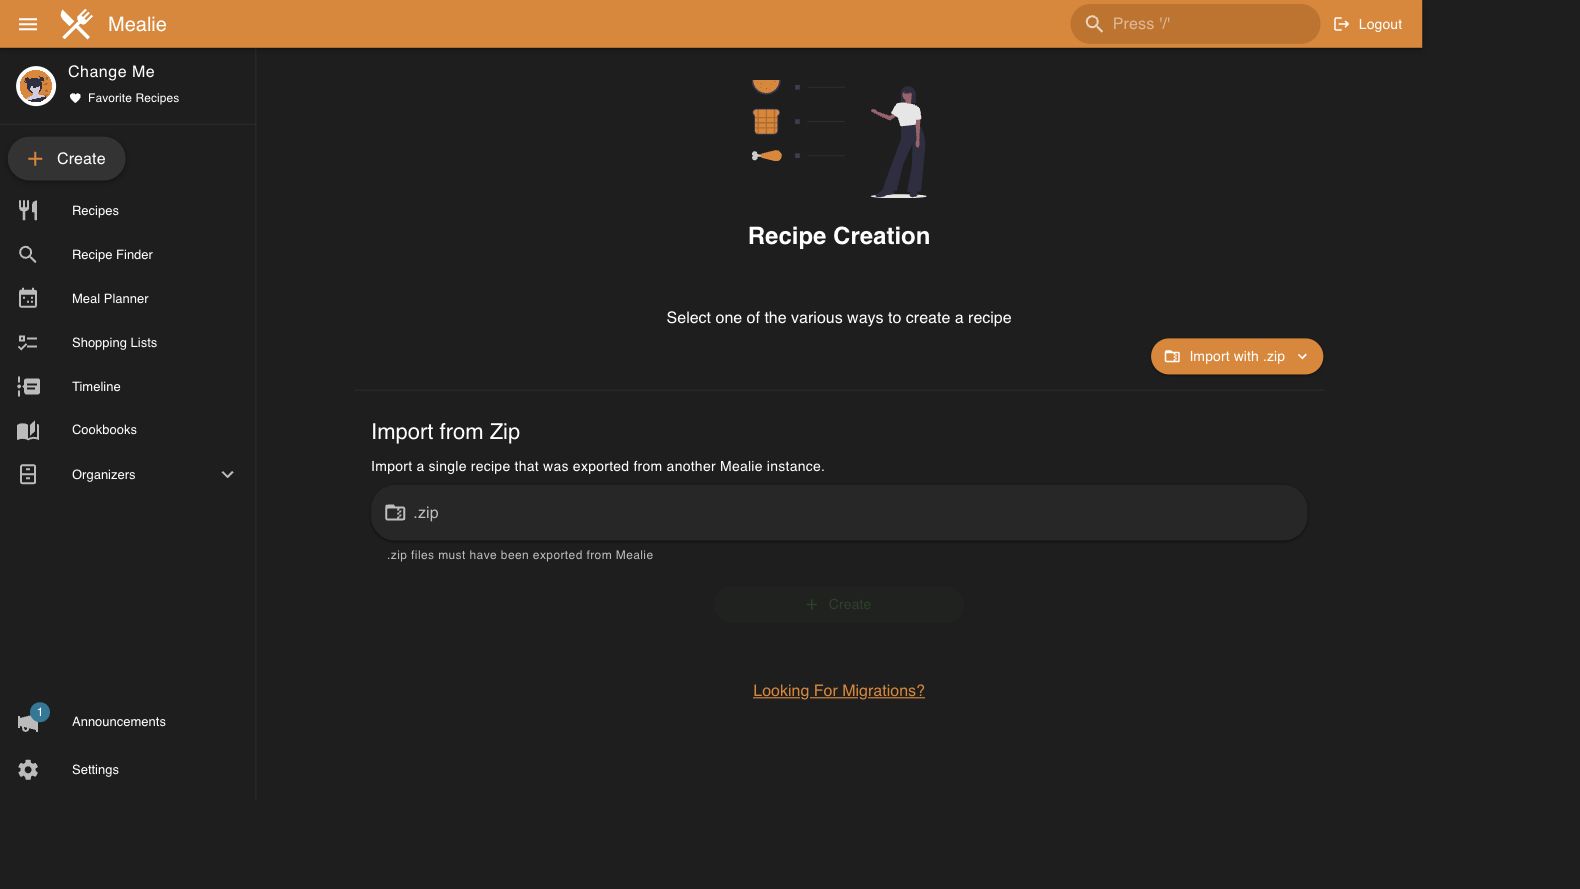 Mealie
Press '/'
Logout
Change Me
Favorite Recipes
Create
Recipes
Recipe Finder
Meal Planner
Shopping Lists
Timeline
Cookbooks
Organizers
1
Announcements
Settings
Recipe Creation
Select one of the various ways to create a recipe
Import with .zip
Import from Zip
Import a single recipe that was exported from another Mealie instance.
.zip
.zip files must have been exported from Mealie
Create
Looking For Migrations?